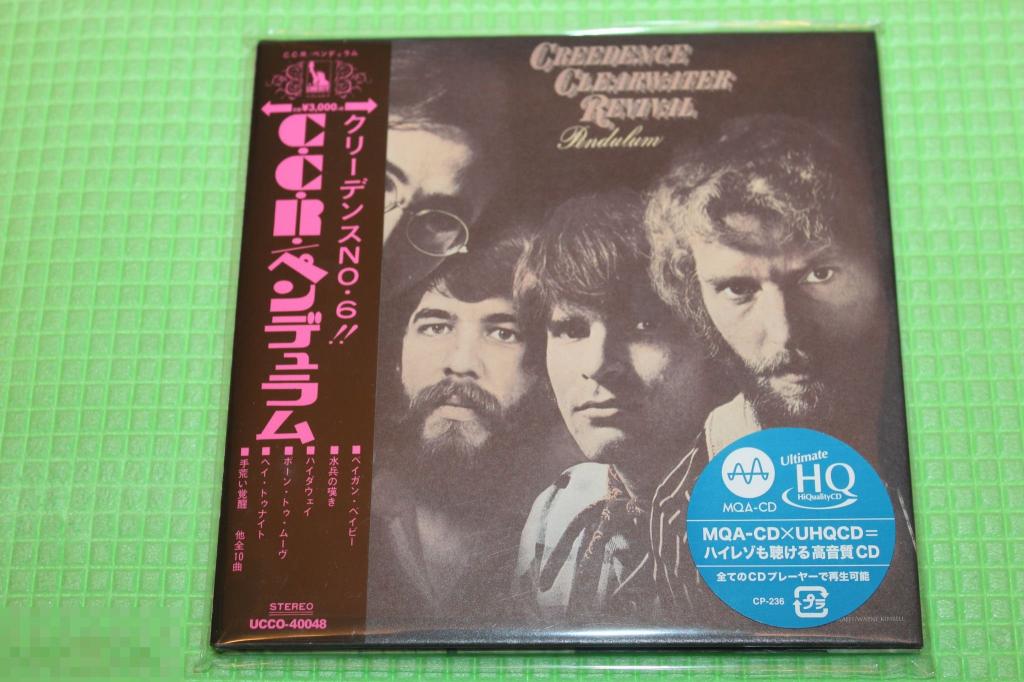 CCR/ペンデュラム
¥3,000
クリーデンスNO・6!!
C・C・R・/ペンデュラム
■ペイガン・ベイビー
■水兵の嘆き
■ハイダウェイ
■ボーン・トゥ・ムーヴ
■ヘイ・トゥナイト
■手荒い覚醒 他全10曲
STEREO
UCCO-40048
CREEDENCE
CLEARWATER
REVIVAL
Pendulum
MQA-CD
Ultimate
HQ
HiQualityCD
MQA-CD×UHQCD=
ハイレゾも聴ける高音質CD
全てのCDプレーヤーで再生可能
CP-236
プラ